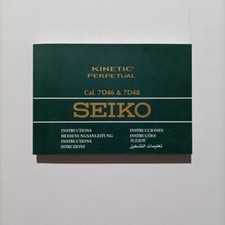 KINETIC®
PERPETUAL
Cal. 7D46 & 7D48
SEIKO
INSTRUCTIONS
BEDIENUNGSANLEITUNG
INSTRUCTIONS
ISTRUZIONI
INSTRUCCIONES
INSTRUÇÕES
تعليمات التشغيل